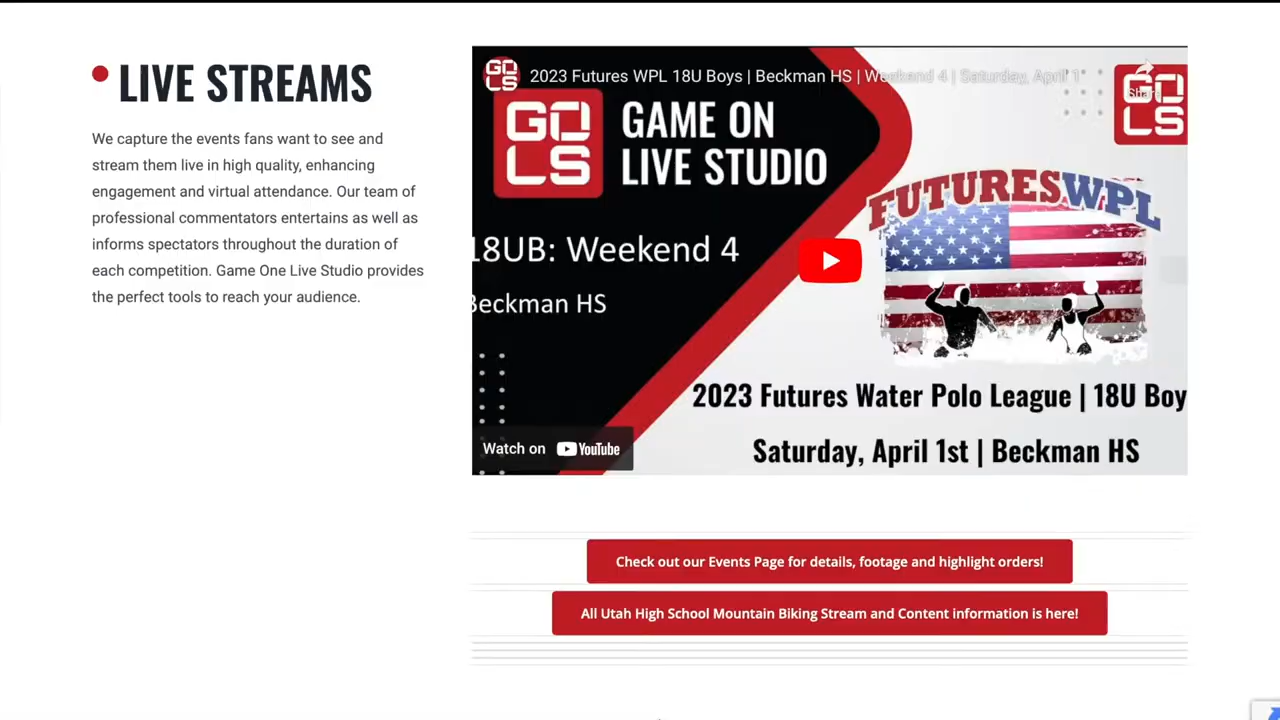 LIVE STREAMS
We capture the events fans want to see and
stream them live in high quality, enhancing
engagement and virtual attendance. Our team of
professional commentators entertains as well as
informs spectators throughout the duration of
each competition. Game One Live Studio provides
the perfect tools to reach your audience.
GO
LS
2023 Futures WPL 18U Boys | Beckman HS | Weekend 4 | Saturday, April 1
Share
GO
LS
GO
LS
GAME ON
LIVE STUDIO
FUTURESWPL
18UB: Weekend 4
Beckman HS
2023 Futures Water Polo League | 18U Boy
Saturday, April 1st | Beckman HS
Watch on YouTube
Check out our Events Page for details, footage and highlight orders!
All Utah High School Mountain Biking Stream and Content information is here!